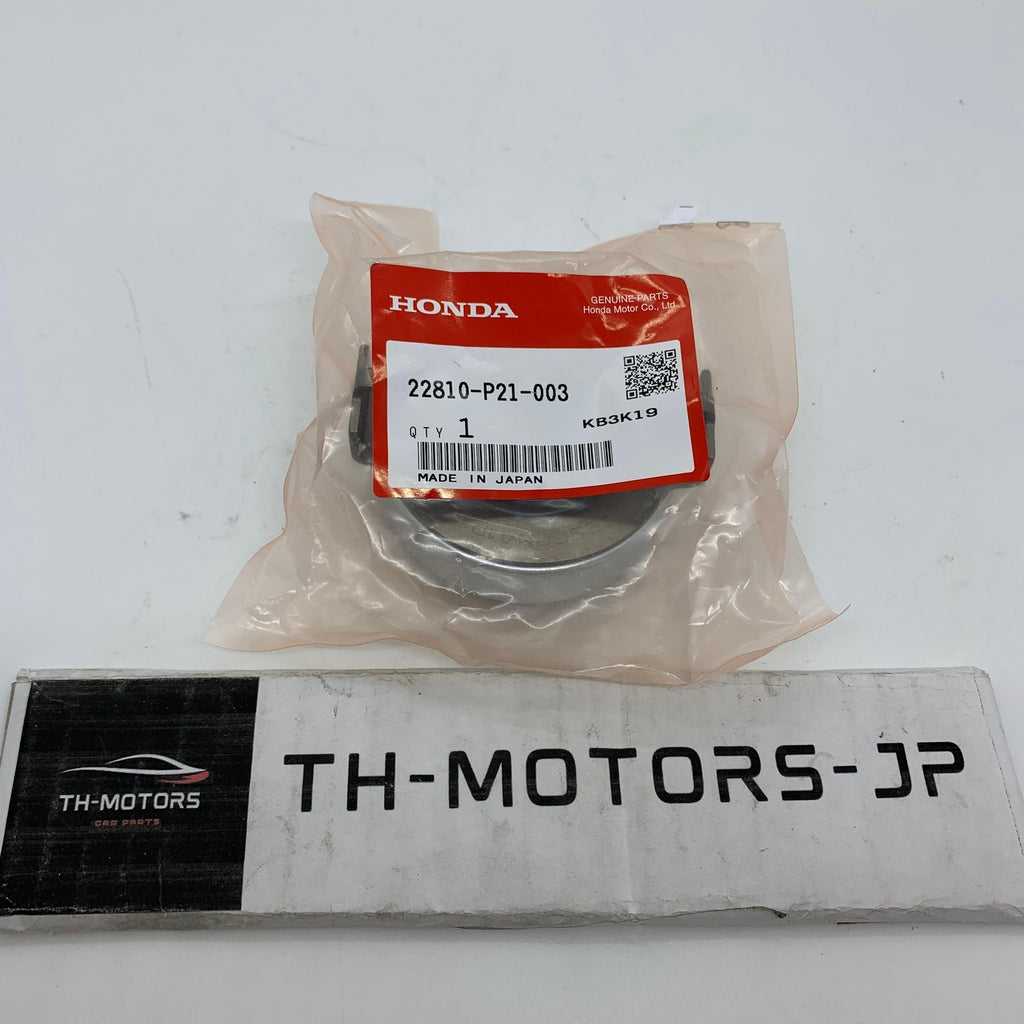 HONDA
GENUINE PARTS
Honda Motor Co., Ltd.
22810-P21-003
KB3K19
QTY 1
MADE IN JAPAN
TH-MOTORS-JP
TH-MOTORS
CAR PARTS